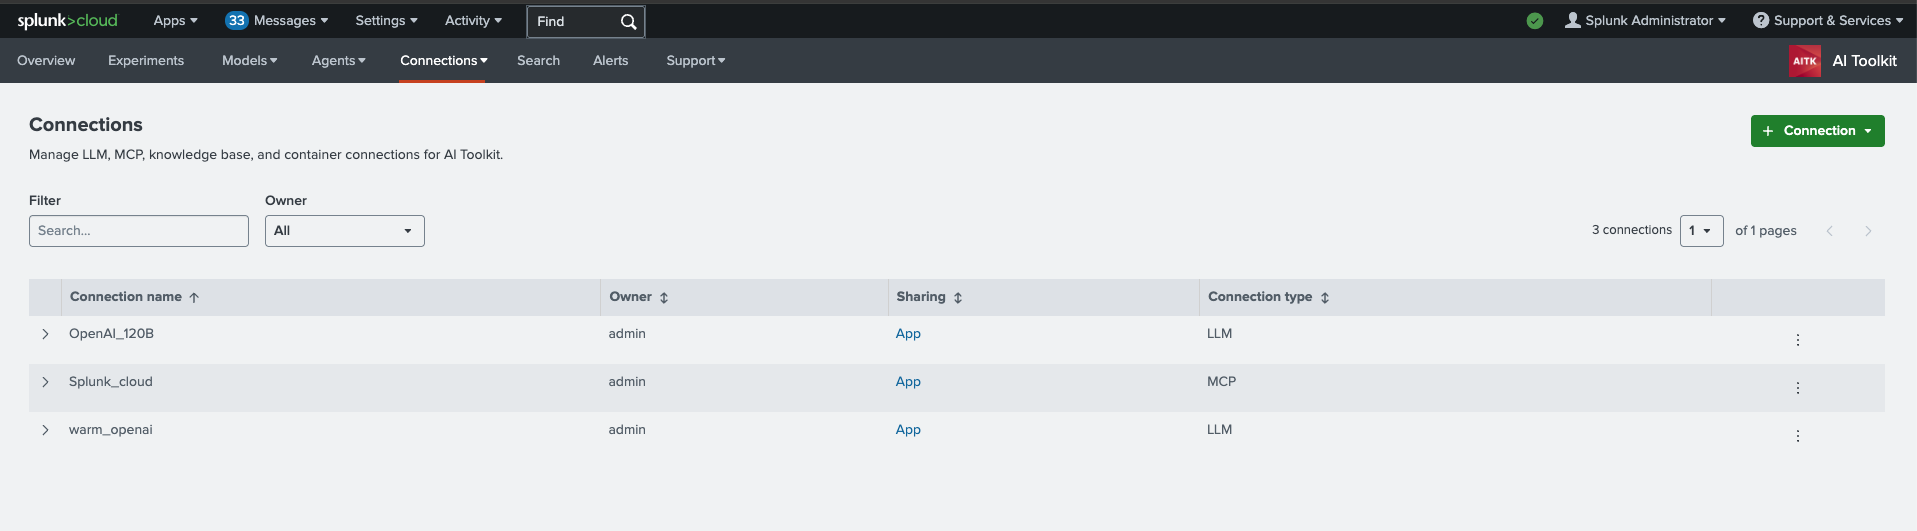 splunk>cloud Apps 33 Messages Settings Activity Find Splunk Administrator ? Support & Services
Overview Experiments Models Agents Connections Search Alerts Support AITK AI Toolkit
Connections
+ Connection
Manage LLM, MCP, knowledge base, and container connections for AI Toolkit.
Filter Owner
Search... All 3 connections 1 of 1 pages
Connection name Owner Sharing Connection type
OpenAI_120B admin App LLM
Splunk_cloud admin App MCP
warm_openai admin App LLM